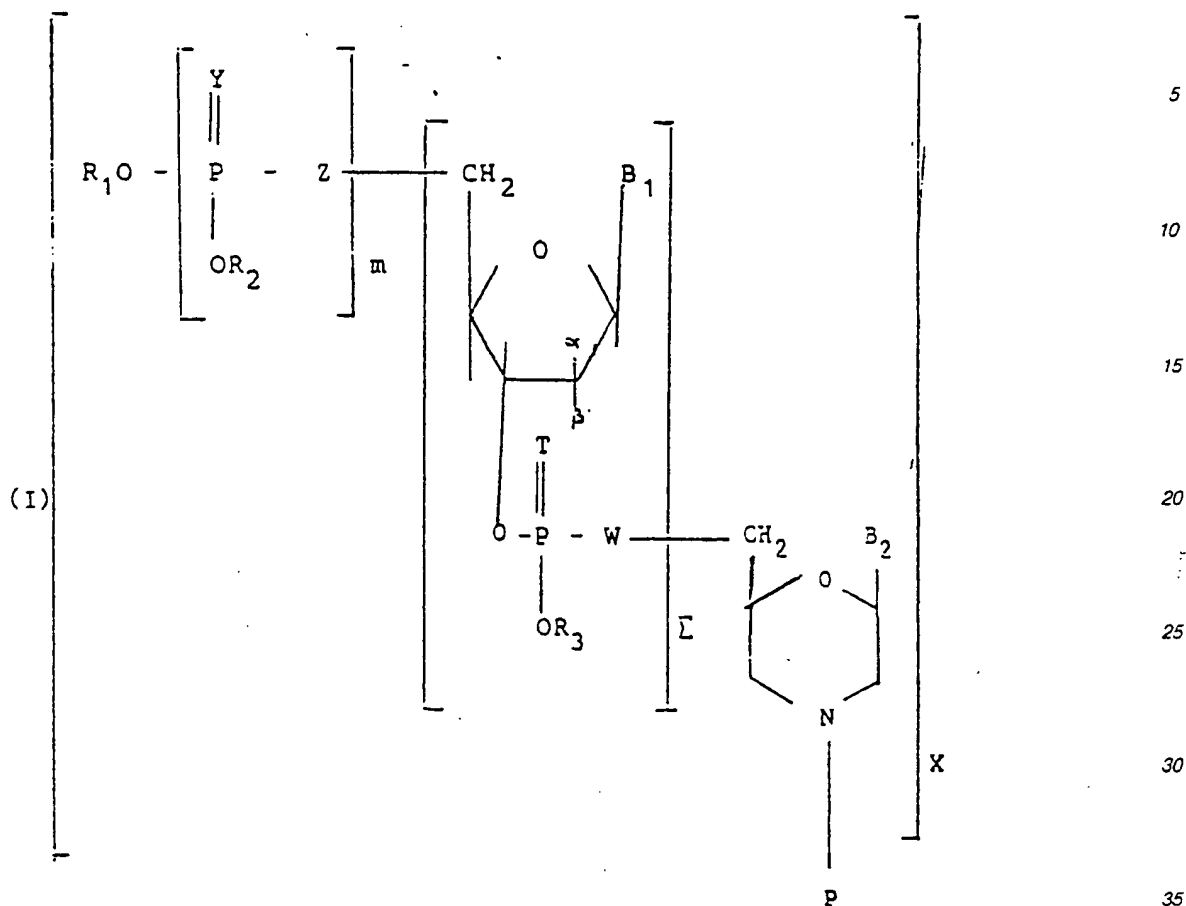 Y 5
||
R₁O - P - Z CH₂ B₁
O 10
OR₂ m
α 15
β
T
(I) 20
O - P - W CH₂ B₂
O
OR₃ Σ 25
N
X 30
P 35